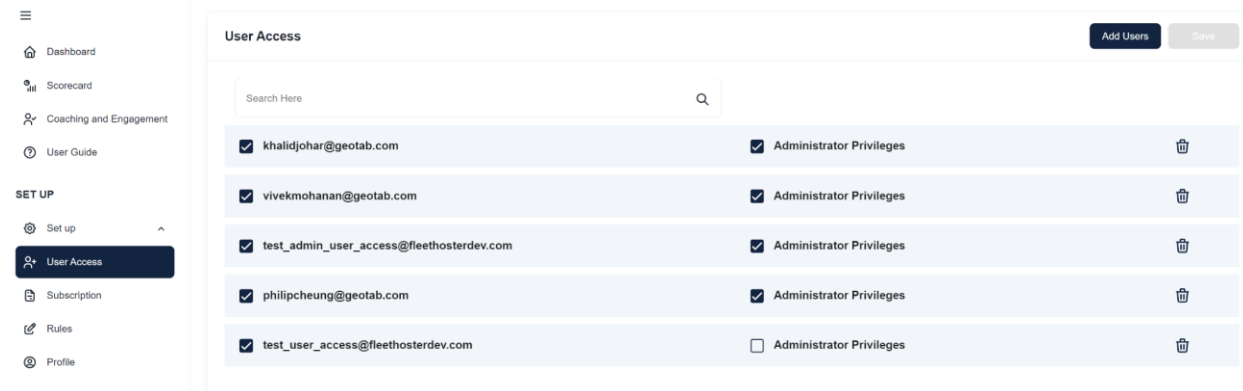 Dashboard
Scorecard
Coaching and Engagement
User Guide
SET UP
Set up
User Access
Subscription
Rules
Profile
User Access
Add Users
Save
Search Here
khalidjohar@geotab.com Administrator Privileges
vivekmohanan@geotab.com Administrator Privileges
test_admin_user_access@fleethosterdev.com Administrator Privileges
philipcheung@geotab.com Administrator Privileges
test_user_access@fleethosterdev.com Administrator Privileges